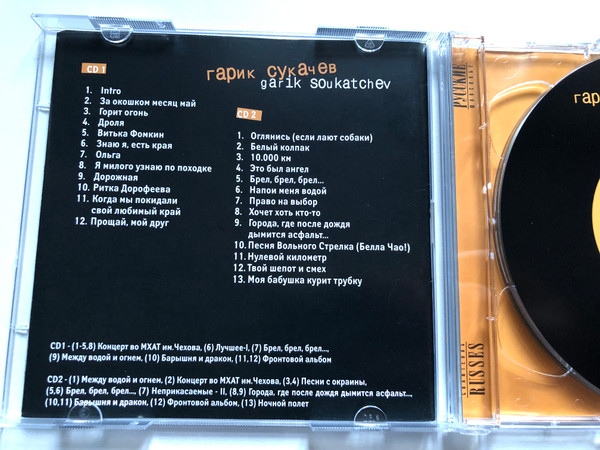 гарик сукачев
garik soukatchev
CD 1
1. Intro
2. За окошком месяц май
3. Горит огонь
4. Дроля
5. Витька Фомкин
6. Знаю я, есть края
7. Ольга
8. Я милого узнаю по походке
9. Дорожная
10. Ритка Дорофеева
11. Когда мы покидали
свой любимый край
12. Прощай, мой друг
CD 2
1. Оглянись (если лают собаки)
2. Белый колпак
3. 10.000 км
4. Это был ангел
5. Брел, брел, брел...
6. Напои меня водой
7. Право на выбор
8. Хочет хоть кто-то
9. Города, где после дождя
дымится асфальт...
10. Песня Вольного Стрелка (Белла Чао!)
11. Нулевой километр
12. Твой шепот и смех
13. Моя бабушка курит трубку
CD1 - (1-5,8) Концерт во МХАТ им.Чехова, (6) Лучшее-I, (7) Брел, брел, брел...,
(9) Между водой и огнем, (10) Барышня и дракон, (11,12) Фронтовой альбом
CD2 - (1) Между водой и огнем, (2) Концерт во МХАТ им.Чехова, (3,4) Песни с окраины,
(5,6) Брел, брел, брел..., (7) Неприкасаемые - II, (8,9) Города, где после дождя дымится асфальт...,
(10,11) Барышня и дракон, (12) Фронтовой альбом, (13) Ночной полет
РУССКИЕ
RUSSES
гар